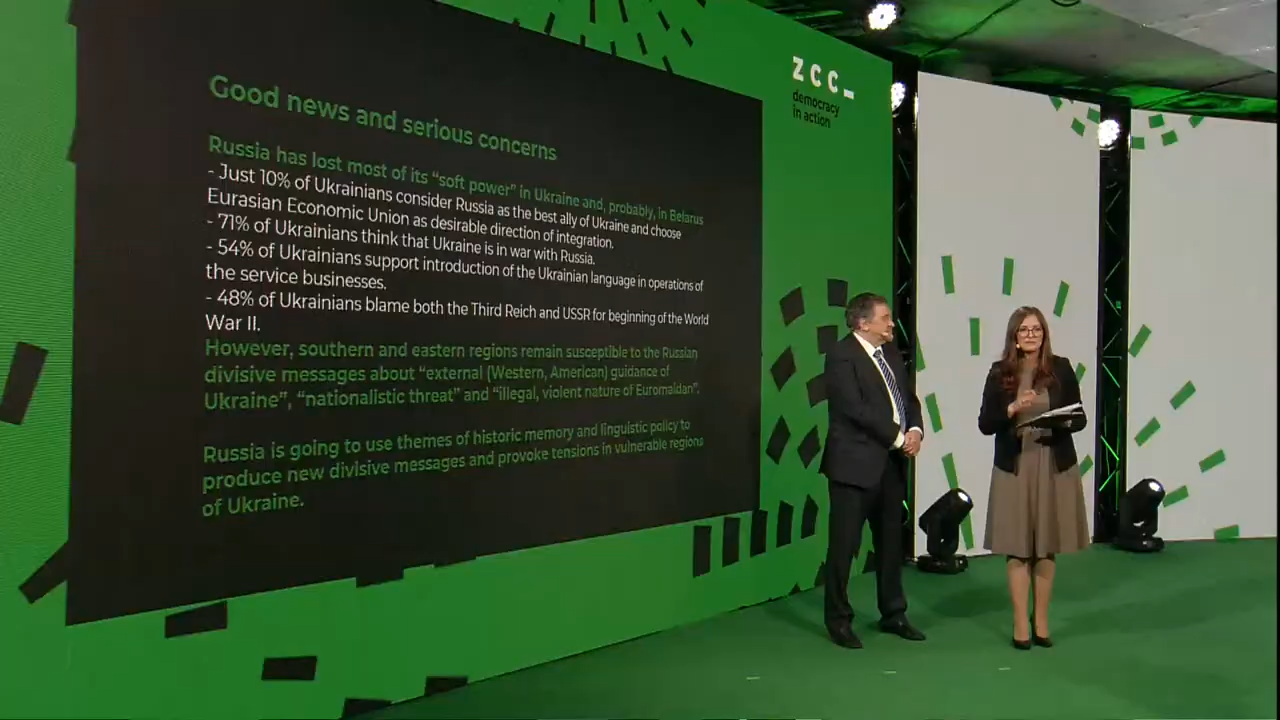 Good news and serious concerns
Russia has lost most of its “soft power” in Ukraine and, probably, in Belarus
- Just 10% of Ukrainians consider Russia as the best ally of Ukraine and choose
Eurasian Economic Union as desirable direction of integration.
- 71% of Ukrainians think that Ukraine is in war with Russia.
- 54% of Ukrainians support introduction of the Ukrainian language in operations of
the service businesses.
- 48% of Ukrainians blame both the Third Reich and USSR for beginning of the World
War II.
However, southern and eastern regions remain susceptible to the Russian
divisive messages about “external (Western, American) guidance of
Ukraine”, “nationalistic threat” and “illegal, violent nature of Euromaidan”.
Russia is going to use themes of historic memory and linguistic policy to
produce new divisive messages and provoke tensions in vulnerable regions
of Ukraine.
zcc_
democracy
in action